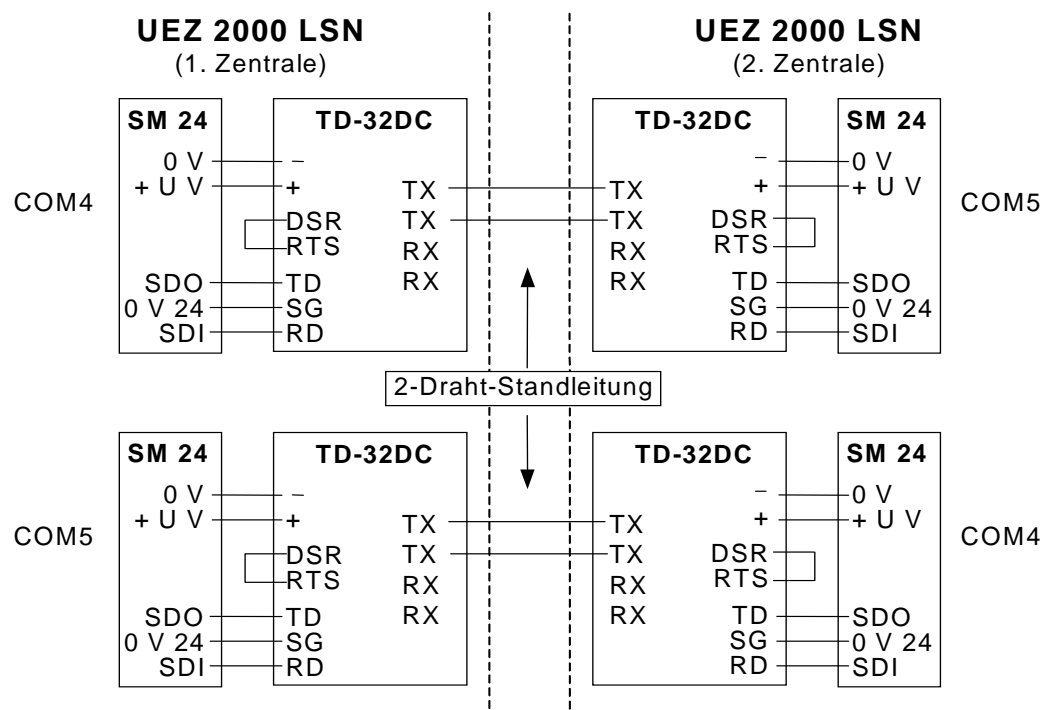 UEZ 2000 LSN
(1. Zentrale)
UEZ 2000 LSN
(2. Zentrale)
COM4
SM 24
0 V
+ U V
SDO
0 V 24
SDI
TD-32DC
−
+
DSR
RTS
TD
SG
RD
TX
TX
RX
RX
TD-32DC
TX
TX
RX
RX
−
+
DSR
RTS
TD
SG
RD
SM 24
0 V
+ U V
SDO
0 V 24
SDI
COM5
2-Draht-Standleitung
COM5
SM 24
0 V
+ U V
SDO
0 V 24
SDI
TD-32DC
−
+
DSR
RTS
TD
SG
RD
TX
TX
RX
RX
TD-32DC
TX
TX
RX
RX
−
+
DSR
RTS
TD
SG
RD
SM 24
0 V
+ U V
SDO
0 V 24
SDI
COM4